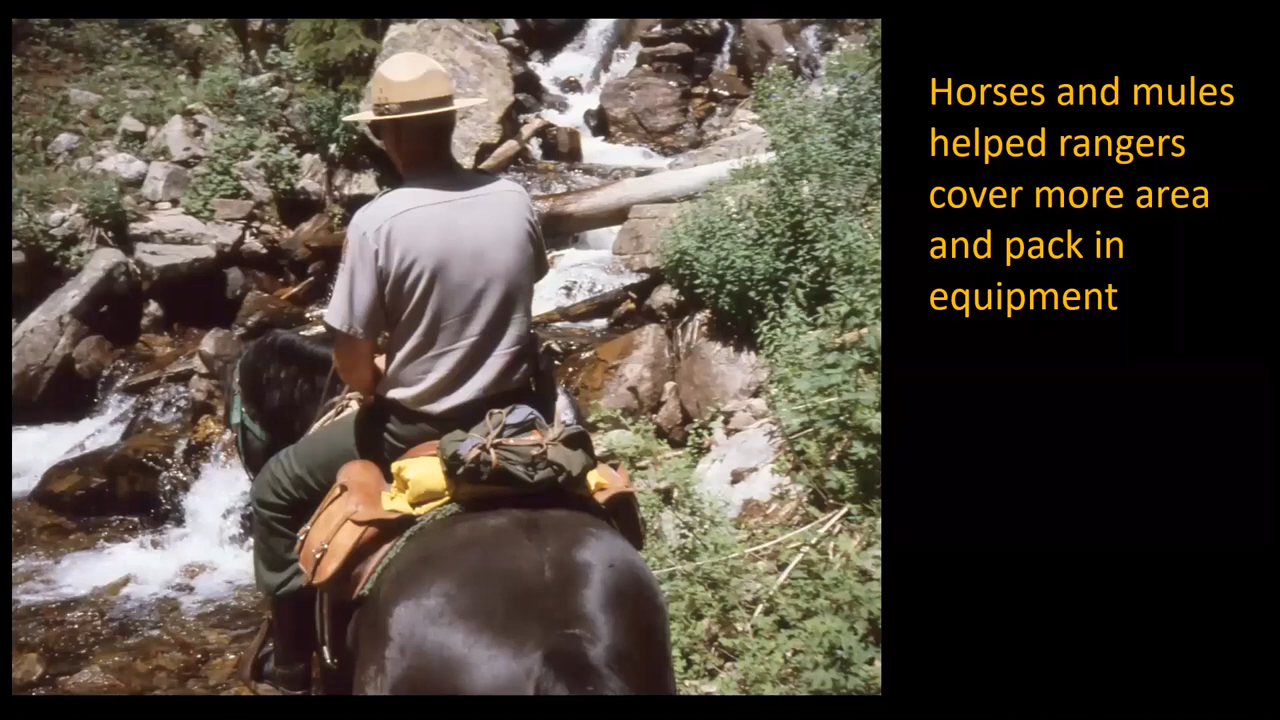 Horses and mules
helped rangers
cover more area
and pack in
equipment